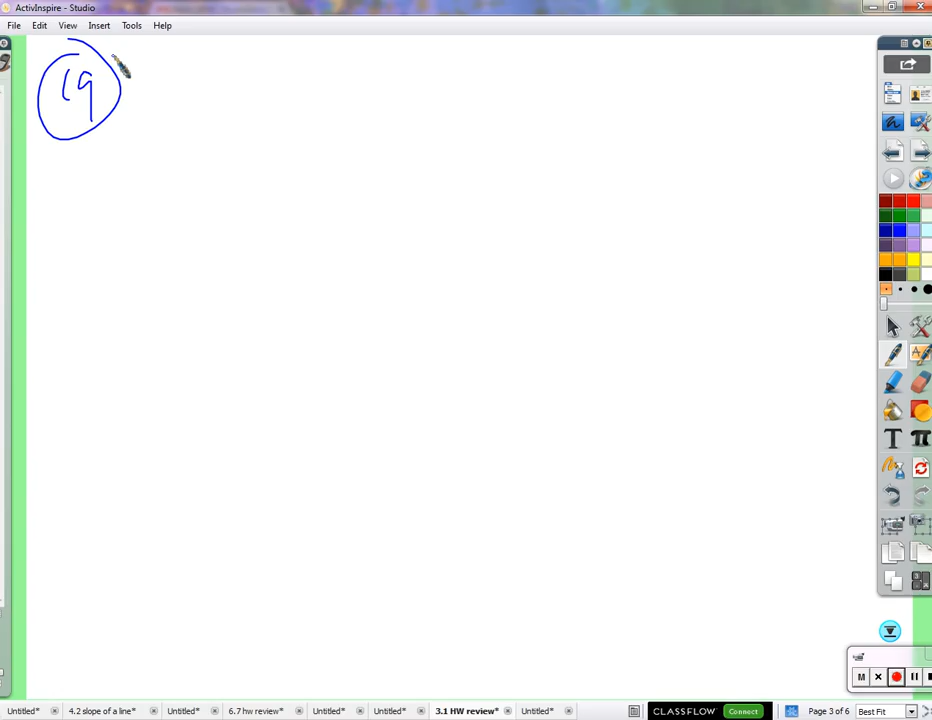 ActivInspire - Studio
File Edit View Insert Tools Help
19
M
Untitled* 4.2 slope of a line* Untitled* 6.7 hw review* Untitled* Untitled* 3.1 HW review* Untitled* CLASSFLOW Connect Page 3 of 6 Best Fit